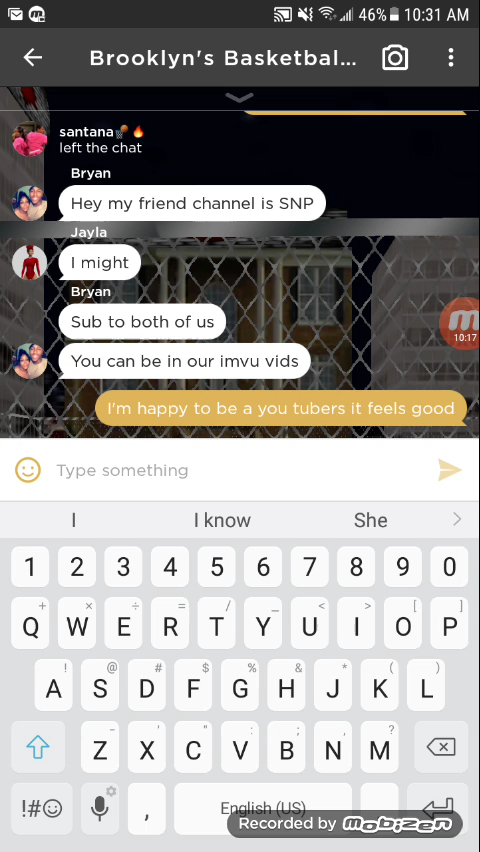 46% 10:31 AM
Brooklyn's Basketbal...
santana🏀🔥
left the chat
Bryan
Hey my friend channel is SNP
Jayla
I might
Bryan
Sub to both of us
10:17
You can be in our imvu vids
I'm happy to be a you tubers it feels good
Type something
I I know She
1 2 3 4 5 6 7 8 9 0
+ × ÷ = / _ < > [ ]
Q W E R T Y U I O P
! @ # $ % & * ( )
A S D F G H J K L
- ' " : ; , ?
Z X C V B N M
!#☺ , English (US)
Recorded by mobizen